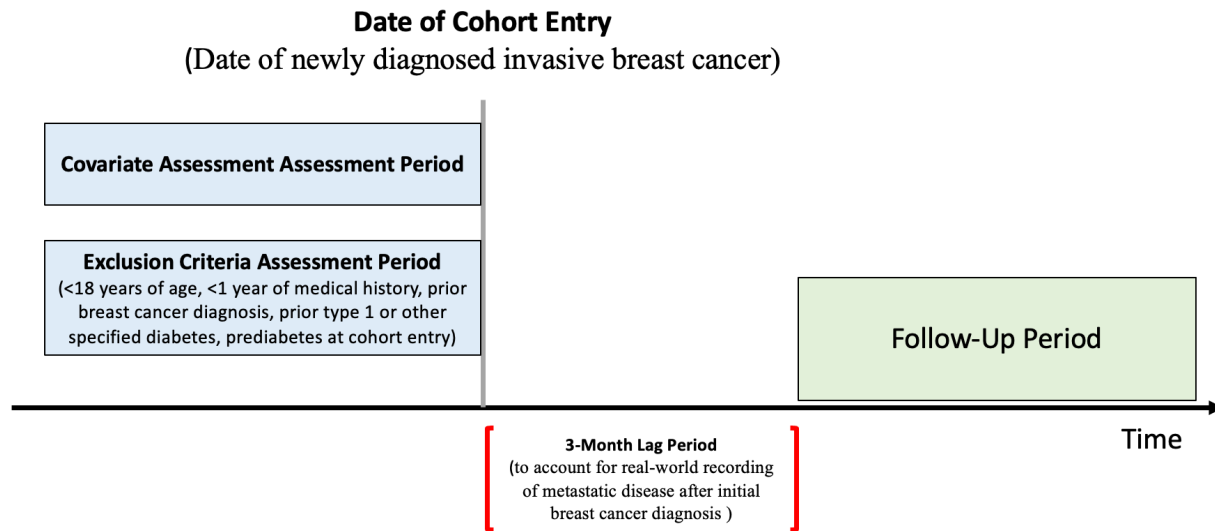 Date of Cohort Entry
(Date of newly diagnosed invasive breast cancer)
Covariate Assessment Assessment Period
Exclusion Criteria Assessment Period
(<18 years of age, <1 year of medical history, prior
breast cancer diagnosis, prior type 1 or other
specified diabetes, prediabetes at cohort entry)
Follow-Up Period
Time
3-Month Lag Period
(to account for real-world recording
of metastatic disease after initial
breast cancer diagnosis )